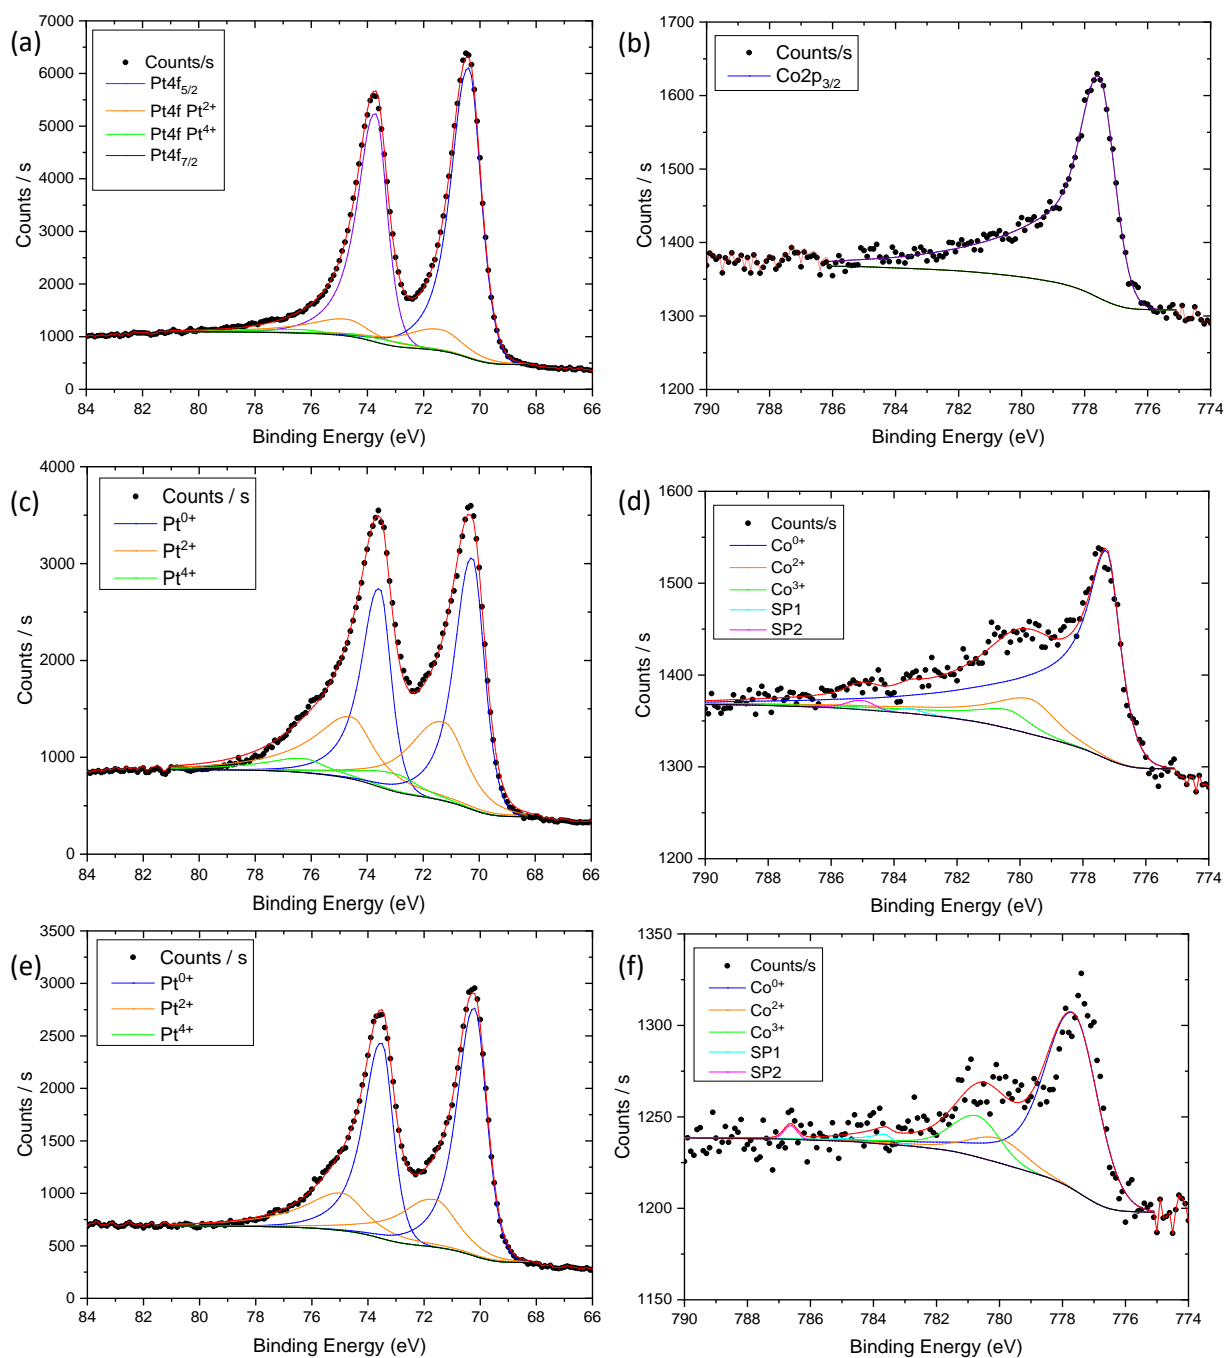 (a)
7000
6000
5000
4000
3000
2000
1000
0
Counts / s
Counts/s
Pt4f5/2
Pt4f Pt2+
Pt4f Pt4+
Pt4f7/2
84 82 80 78 76 74 72 70 68 66
Binding Energy (eV)
(b)
1700
1600
1500
1400
1300
1200
Counts / s
Counts/s
Co2p3/2
790 788 786 784 782 780 778 776 774
Binding Energy (eV)
(c)
4000
3000
2000
1000
0
Counts / s
Counts / s
Pt0+
Pt2+
Pt4+
84 82 80 78 76 74 72 70 68 66
Binding Energy (eV)
(d)
1600
1500
1400
1300
1200
Counts / s
Counts/s
Co0+
Co2+
Co3+
SP1
SP2
790 788 786 784 782 780 778 776 774
Binding Energy (eV)
(e)
3500
3000
2500
2000
1500
1000
500
0
Counts / s
Counts / s
Pt0+
Pt2+
Pt4+
84 82 80 78 76 74 72 70 68 66
Binding Energy (eV)
(f)
1350
1300
1250
1200
1150
Counts / s
Counts/s
Co0+
Co2+
Co3+
SP1
SP2
790 788 786 784 782 780 778 776 774
Binding Energy (eV)